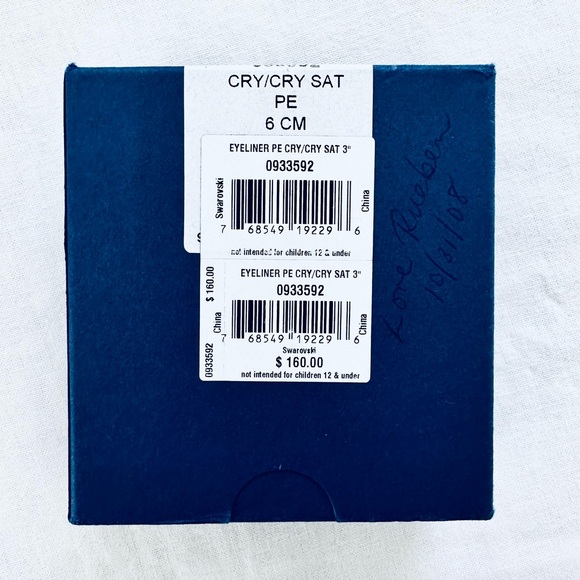 CRY/CRY SAT
PE
6 CM
EYELINER PE CRY/CRY SAT 3"
0933592
Swarovski
China
7 68549 19229 6
not intended for children 12 & under
EYELINER PE CRY/CRY SAT 3"
0933592
China
7 68549 19229 6
Swarovski
$ 160.00
not intended for children 12 & under
0933592 China $ 160.00
Love Rueben
10/31/08